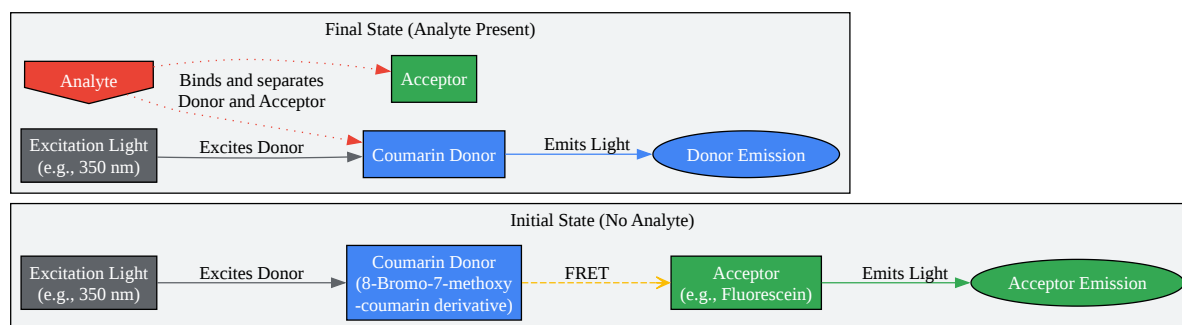 Final State (Analyte Present)
Analyte
Binds and separates
Donor and Acceptor
Acceptor
Excitation Light
(e.g., 350 nm)
Excites Donor
Coumarin Donor
Emits Light
Donor Emission
Initial State (No Analyte)
Excitation Light
(e.g., 350 nm)
Excites Donor
Coumarin Donor
(8-Bromo-7-methoxy
-coumarin derivative)
FRET
Acceptor
(e.g., Fluorescein)
Emits Light
Acceptor Emission